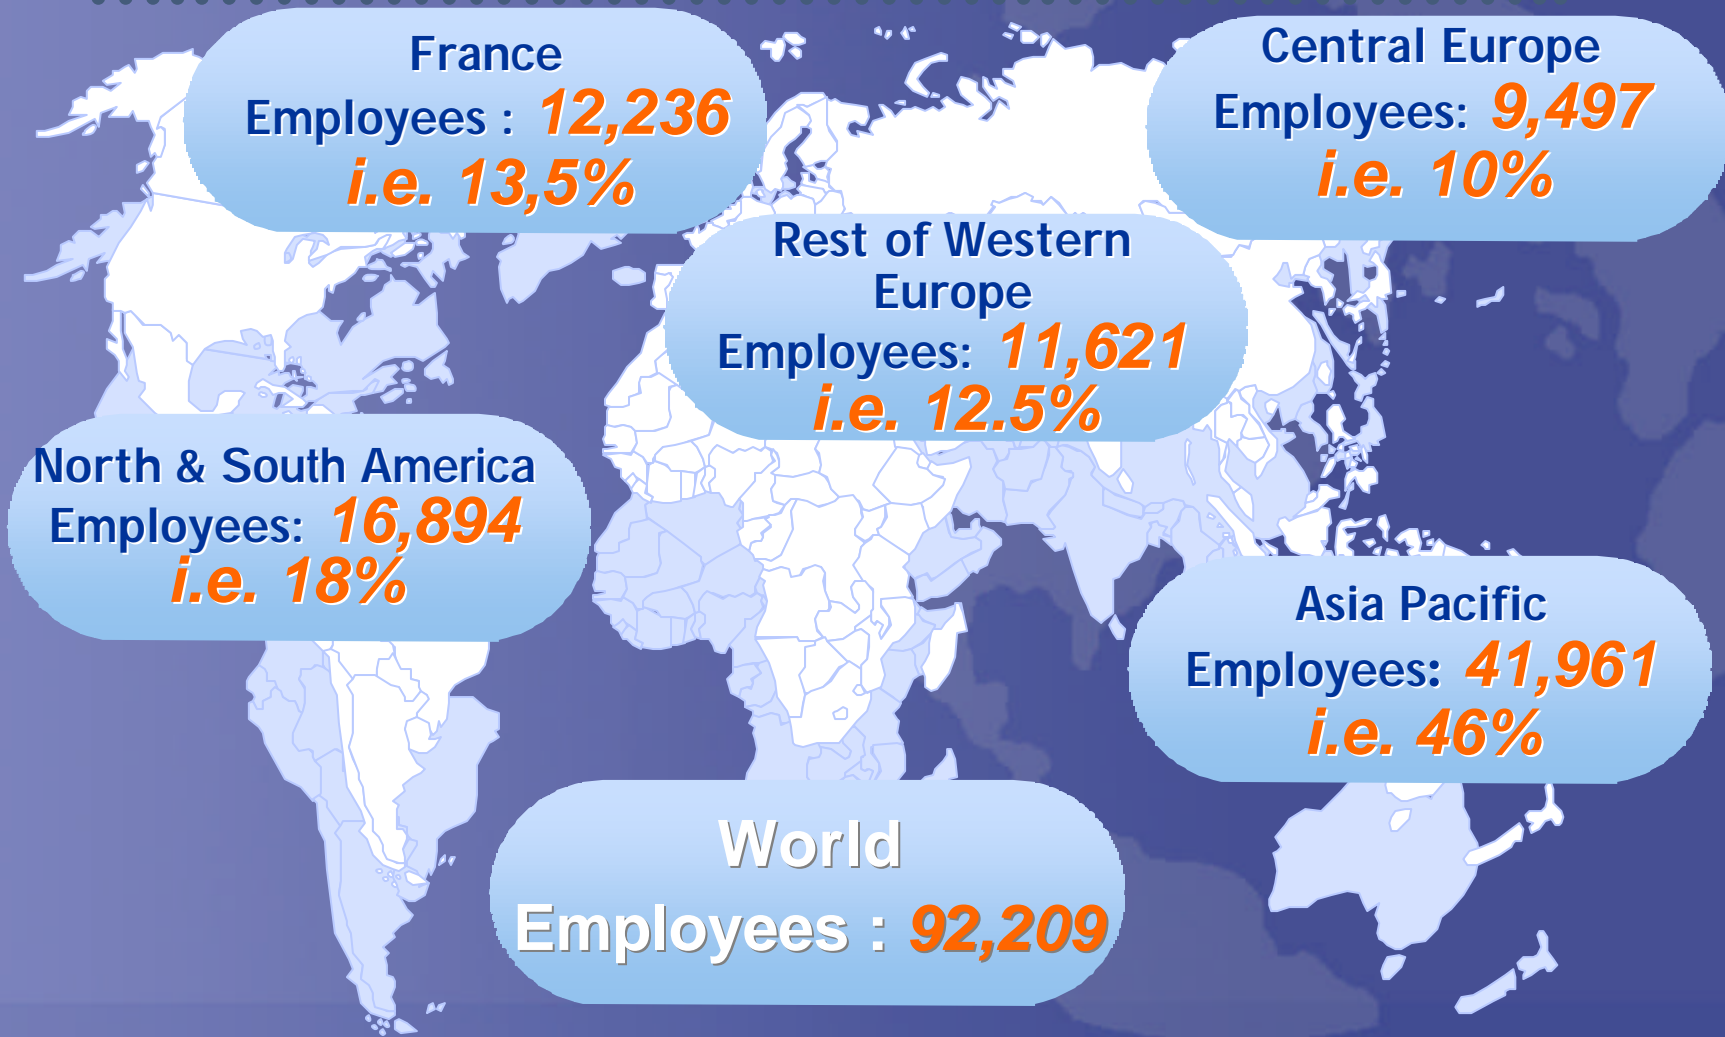 France
Employees : 12,236
i.e. 13,5%
Central Europe
Employees: 9,497
i.e. 10%
Rest of Western
Europe
Employees: 11,621
i.e. 12.5%
North & South America
Employees: 16,894
i.e. 18%
Asia Pacific
Employees: 41,961
i.e. 46%
World
Employees : 92,209